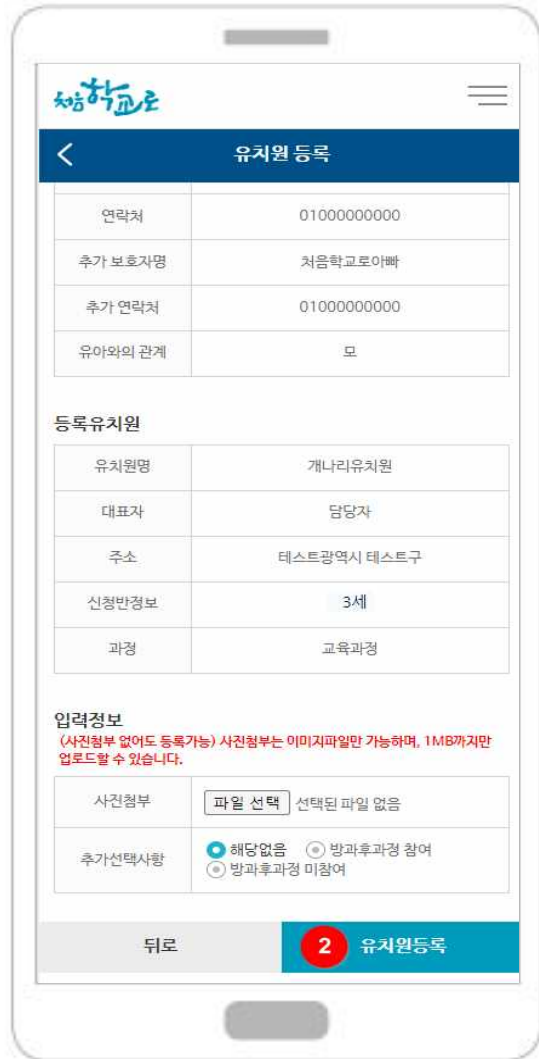 처음학교로
유치원 등록
연락처 01000000000
추가 보호자명 처음학교로아빠
추가 연락처 01000000000
유아와의 관계 모
등록유치원
유치원명 개나리유치원
대표자 담당자
주소 테스트광역시 테스트구
신청반정보 3세
과정 교육과정
입력정보
(사진첨부 없어도 등록가능) 사진첨부는 이미지파일만 가능하며, 1MB까지만
업로드할 수 있습니다.
사진첨부 파일 선택 선택된 파일 없음
추가선택사항 해당없음 방과후과정 참여
방과후과정 미참여
뒤로 2 유치원등록